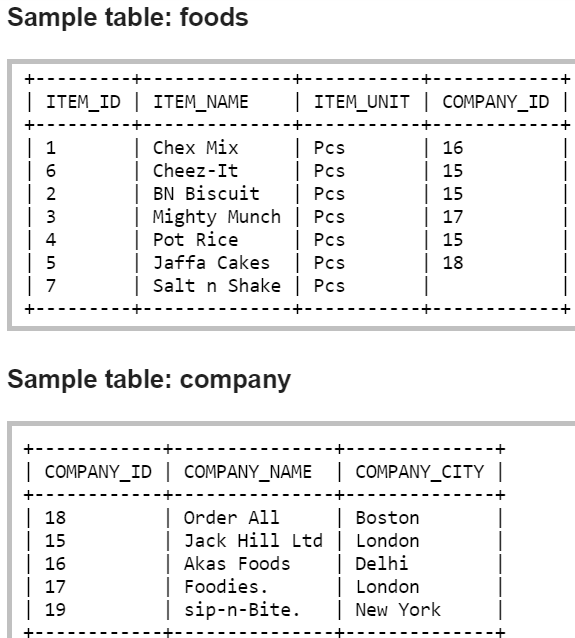 Sample table: foods
+---------+--------------+-----------+------------+
| ITEM_ID | ITEM_NAME    | ITEM_UNIT | COMPANY_ID |
+---------+--------------+-----------+------------+
| 1       | Chex Mix     | Pcs       | 16         |
| 6       | Cheez-It     | Pcs       | 15         |
| 2       | BN Biscuit   | Pcs       | 15         |
| 3       | Mighty Munch | Pcs       | 17         |
| 4       | Pot Rice     | Pcs       | 15         |
| 5       | Jaffa Cakes  | Pcs       | 18         |
| 7       | Salt n Shake | Pcs       |            |
+---------+--------------+-----------+------------+
Sample table: company
+------------+---------------+--------------+
| COMPANY_ID | COMPANY_NAME  | COMPANY_CITY |
+------------+---------------+--------------+
| 18         | Order All     | Boston       |
| 15         | Jack Hill Ltd | London       |
| 16         | Akas Foods    | Delhi        |
| 17         | Foodies.      | London       |
| 19         | sip-n-Bite.   | New York     |
+------------+---------------+--------------+